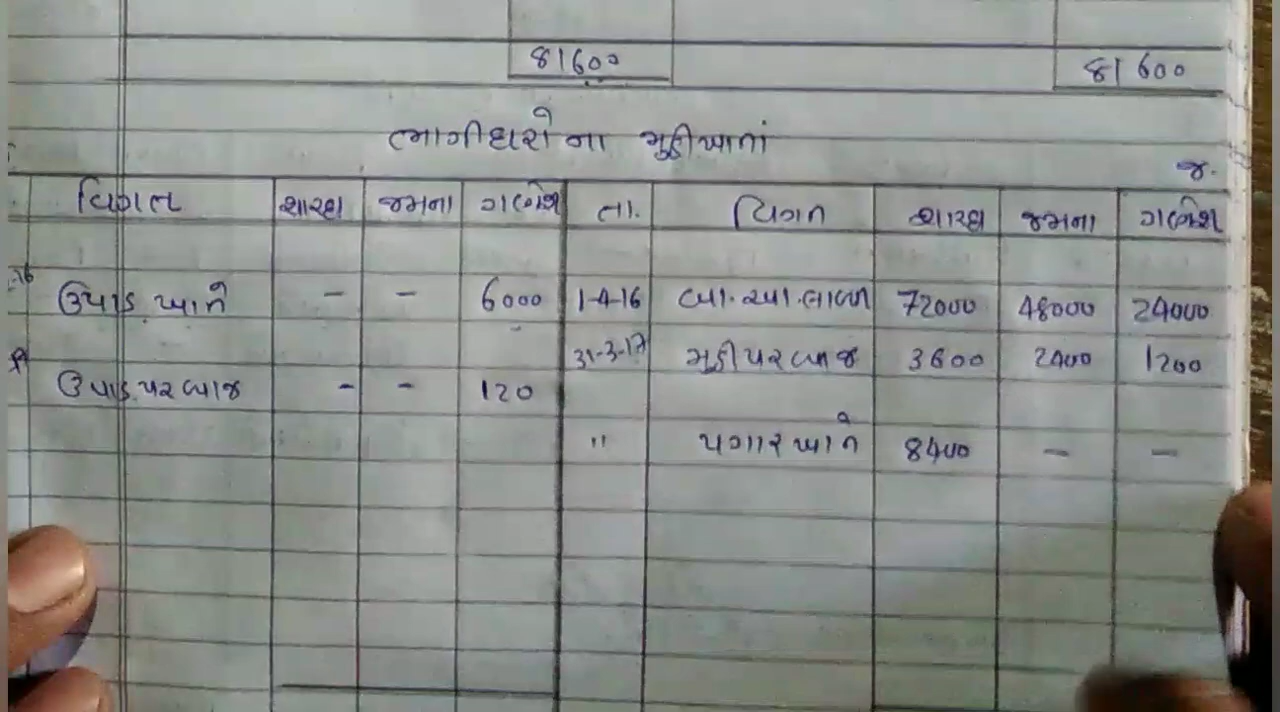 81600 81600
ભાગીદારોના મૂડીખાતાં
જ.
વિગત શારદા જમના ગણેશ તા. વિગત શારદા જમના ગણેશ
ઉપાડ ખાતે - - 6000 1-4-16 બા.આ.લાવ્યા 72000 48000 24000
31-3-17 મૂડી પર વ્યાજ 3600 2400 1200
ઉપાડ પર વ્યાજ - - 120
" પગાર ખાતે 8400 - -